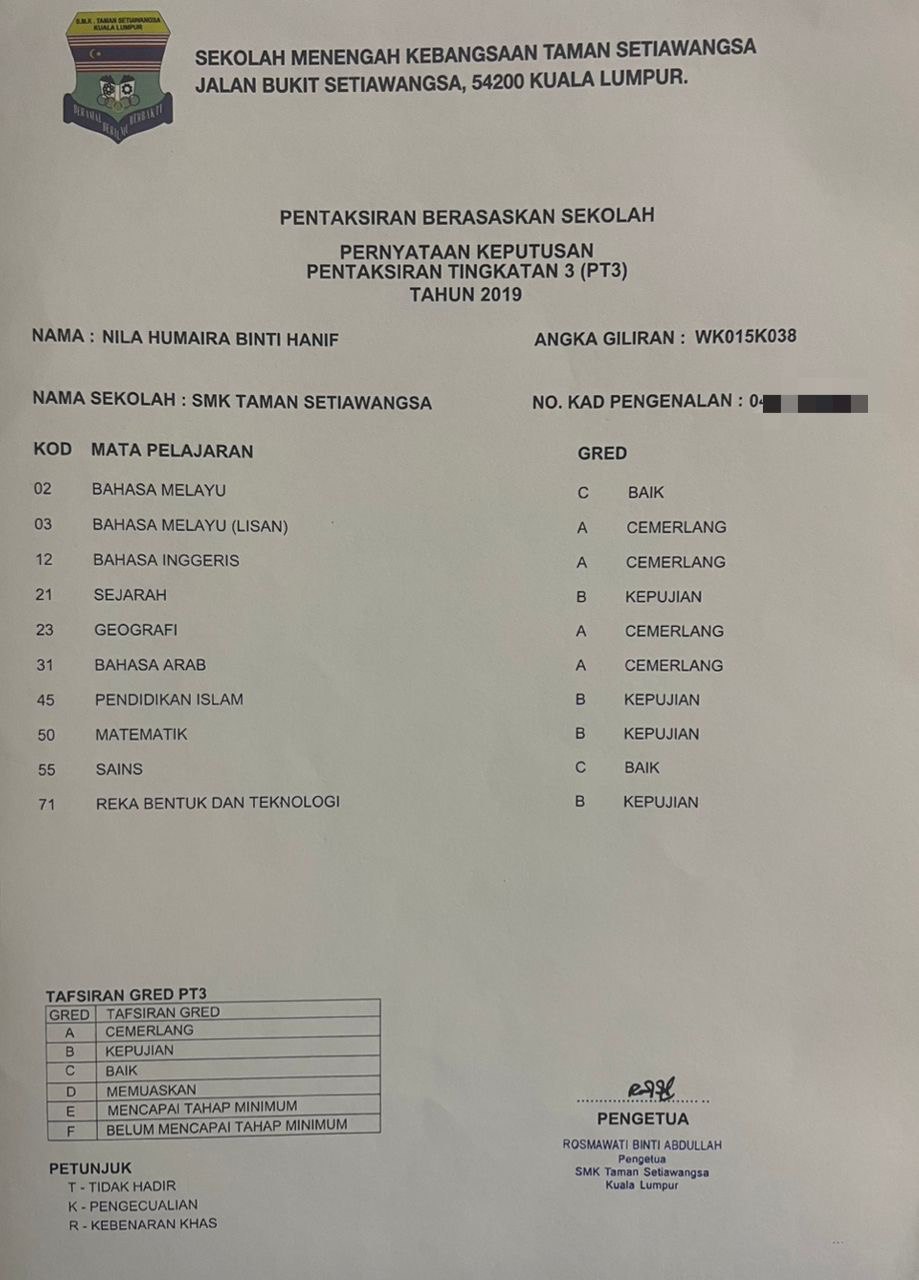 S.M.K. TAMAN SETIAWANGSA
KUALA LUMPUR
BERAMAL BERILMU BERBAKTI
SEKOLAH MENENGAH KEBANGSAAN TAMAN SETIAWANGSA
JALAN BUKIT SETIAWANGSA, 54200 KUALA LUMPUR.
PENTAKSIRAN BERASASKAN SEKOLAH
PERNYATAAN KEPUTUSAN
PENTAKSIRAN TINGKATAN 3 (PT3)
TAHUN 2019
NAMA : NILA HUMAIRA BINTI HANIF ANGKA GILIRAN : WK015K038
NAMA SEKOLAH : SMK TAMAN SETIAWANGSA NO. KAD PENGENALAN : 04
KOD MATA PELAJARAN GRED
02 BAHASA MELAYU C BAIK
03 BAHASA MELAYU (LISAN) A CEMERLANG
12 BAHASA INGGERIS A CEMERLANG
21 SEJARAH B KEPUJIAN
23 GEOGRAFI A CEMERLANG
31 BAHASA ARAB A CEMERLANG
45 PENDIDIKAN ISLAM B KEPUJIAN
50 MATEMATIK B KEPUJIAN
55 SAINS C BAIK
71 REKA BENTUK DAN TEKNOLOGI B KEPUJIAN
TAFSIRAN GRED PT3
GRED TAFSIRAN GRED
A CEMERLANG
B KEPUJIAN
C BAIK
D MEMUASKAN
E MENCAPAI TAHAP MINIMUM
F BELUM MENCAPAI TAHAP MINIMUM
PETUNJUK
T - TIDAK HADIR
K - PENGECUALIAN
R - KEBENARAN KHAS
PENGETUA
ROSMAWATI BINTI ABDULLAH
Pengetua
SMK Taman Setiawangsa
Kuala Lumpur